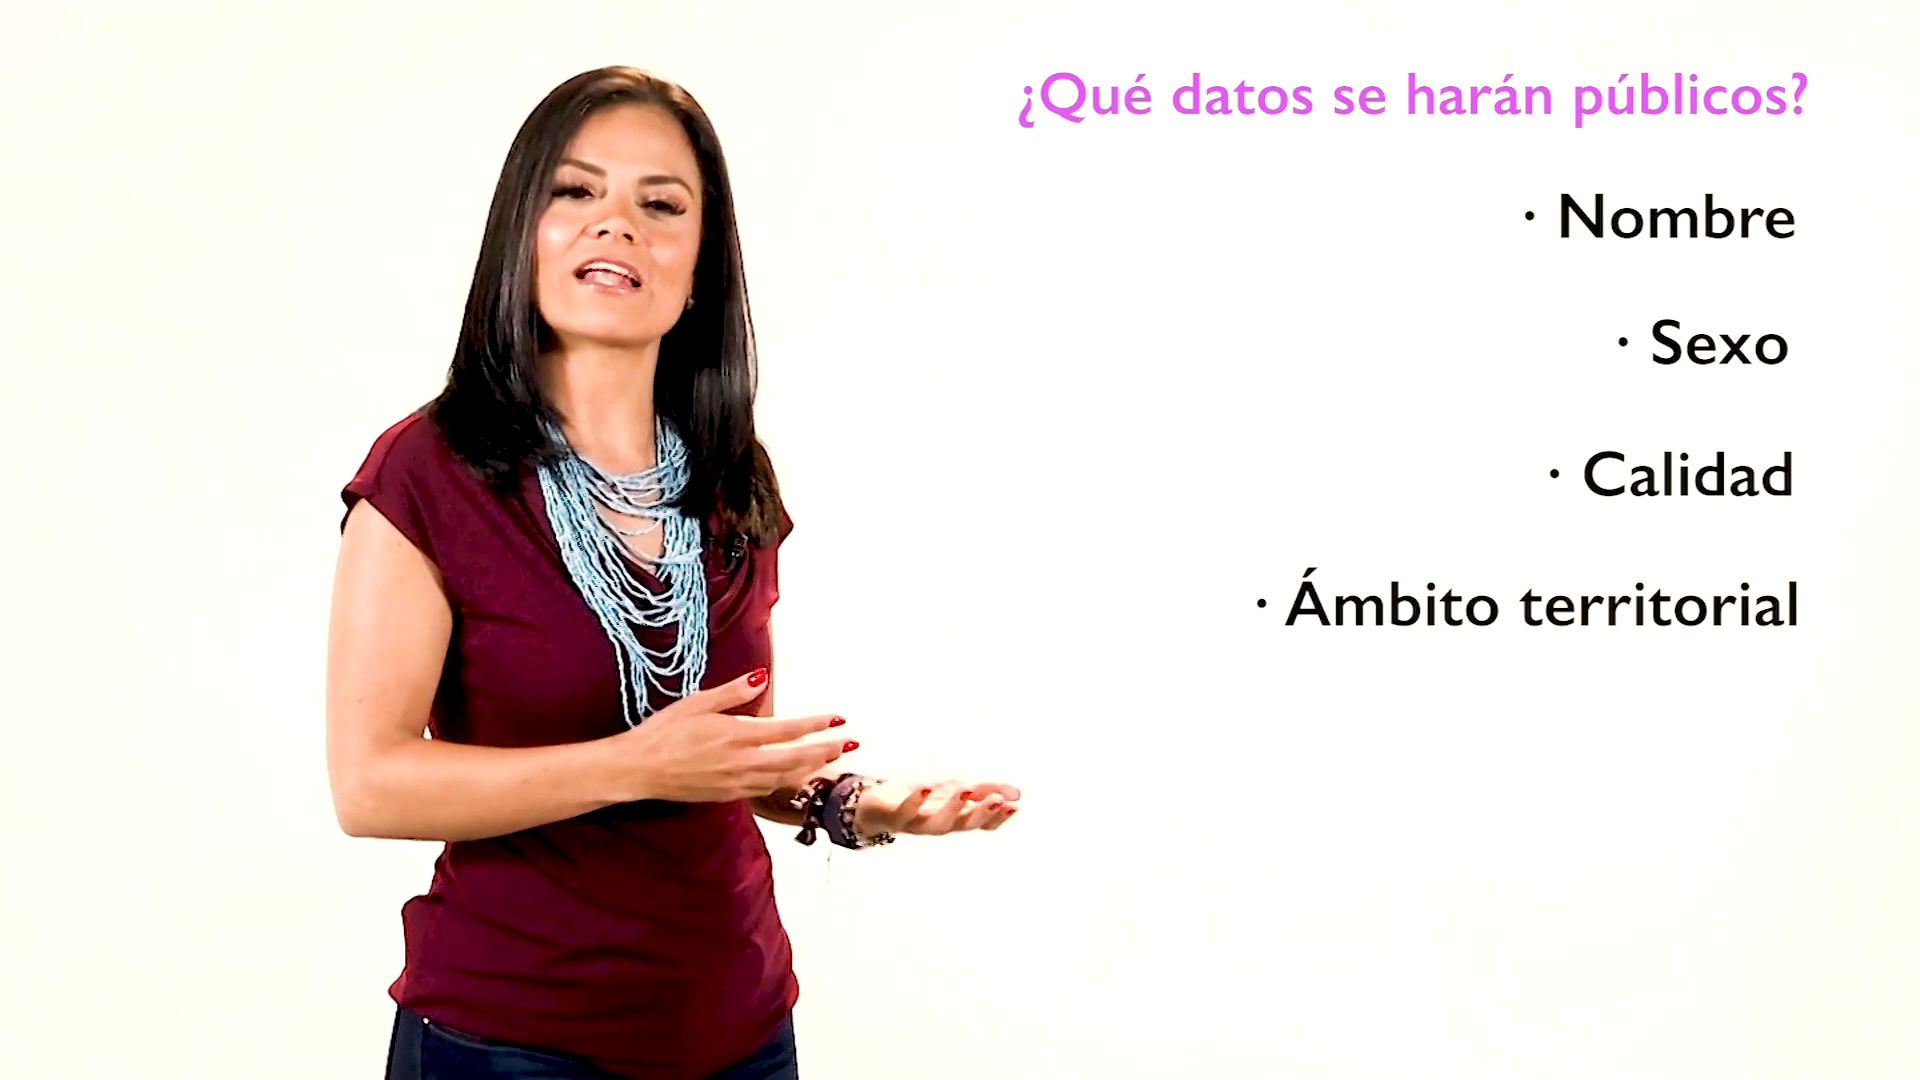 ¿Qué datos se harán públicos?
· Nombre
· Sexo
· Calidad
· Ámbito territorial